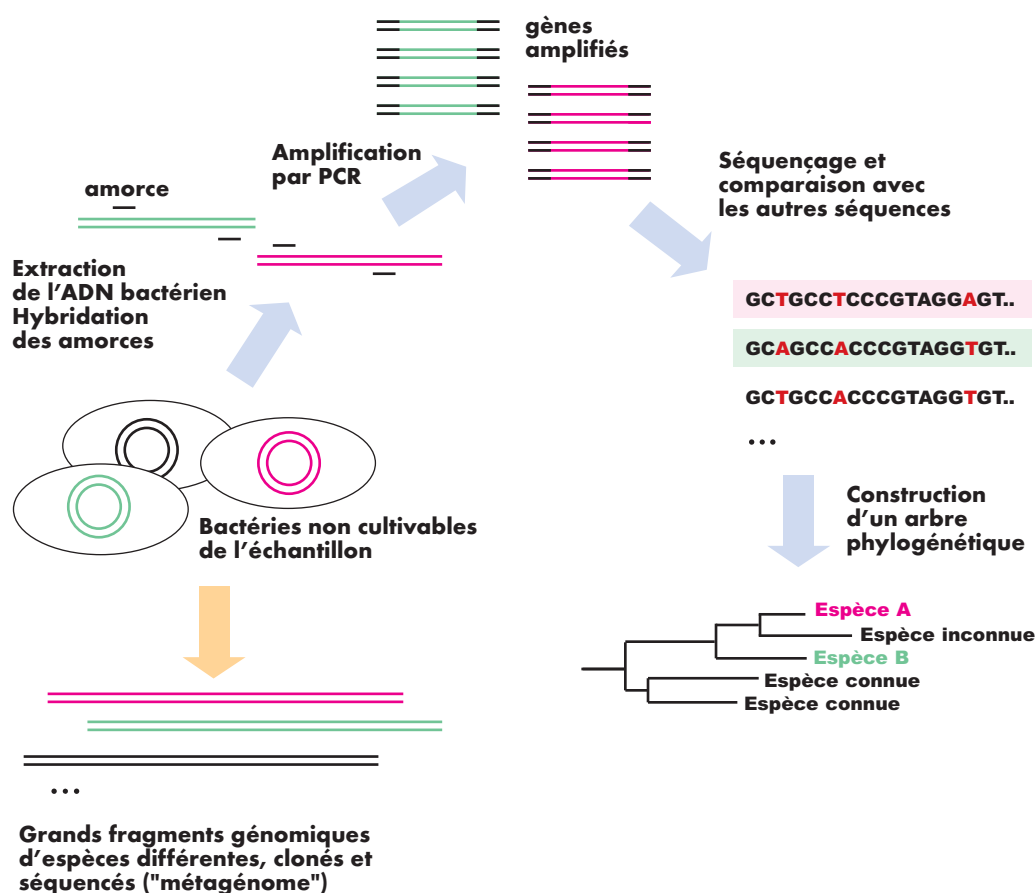 gènes
amplifiés
Amplification
par PCR
amorce
Séquençage et
comparaison avec
les autres séquences
Extraction
de l'ADN bactérien
Hybridation
des amorces
GCTGCCTCCCGTAGGAGT..
GCAGCCACCCGTAGGTGT..
GCTGCCACCCGTAGGTGT..
...
Bactéries non cultivables
de l'échantillon
Construction
d'un arbre
phylogénétique
Espèce A
Espèce inconnue
Espèce B
Espèce connue
Espèce connue
...
Grands fragments génomiques
d'espèces différentes, clonés et
séquencés ("métagénome")